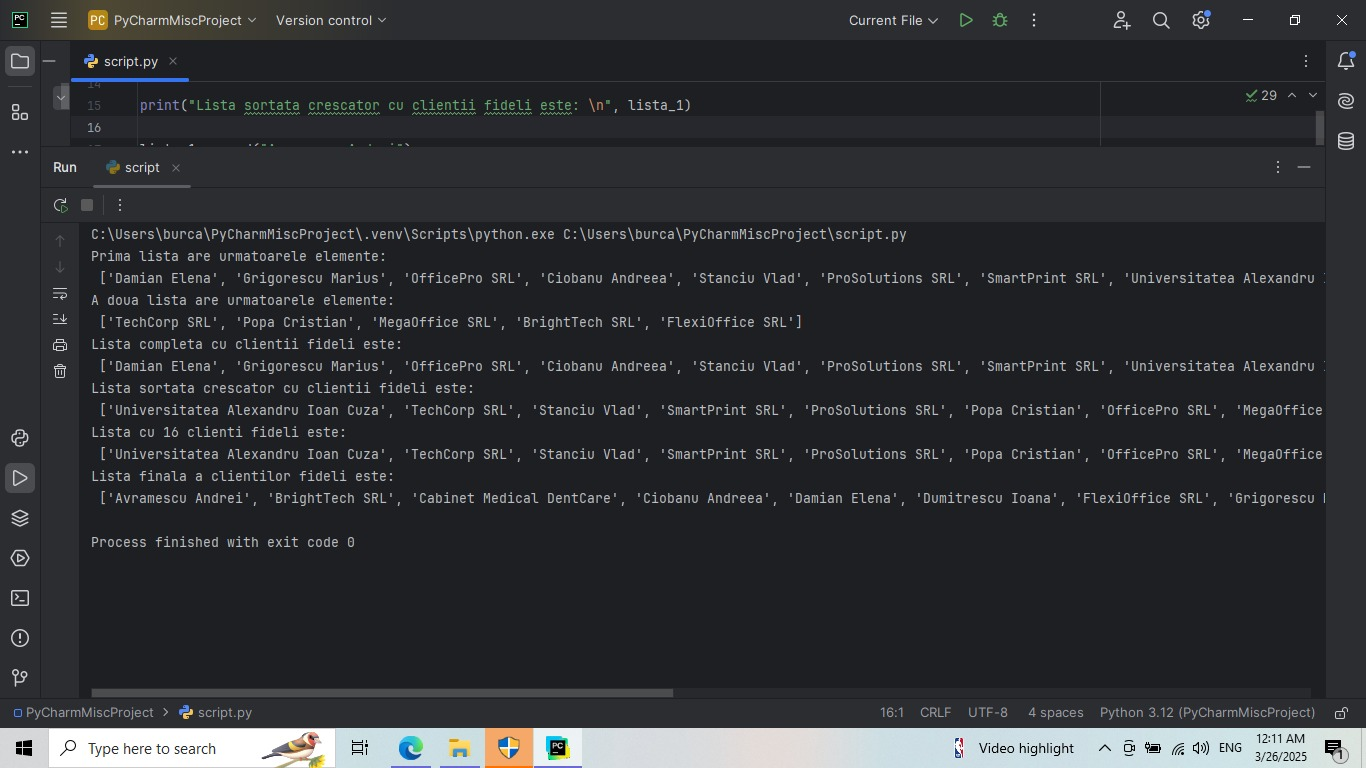 PC
PC PyCharmMiscProject Version control Current File
script.py
14
15 print("Lista sortata crescator cu clientii fideli este: \n", lista_1) 29
16
Run script
C:\Users\burca\PyCharmMiscProject\.venv\Scripts\python.exe C:\Users\burca\PyCharmMiscProject\script.py
Prima lista are urmatoarele elemente:
['Damian Elena', 'Grigorescu Marius', 'OfficePro SRL', 'Ciobanu Andreea', 'Stanciu Vlad', 'ProSolutions SRL', 'SmartPrint SRL', 'Universitatea Alexandru
A doua lista are urmatoarele elemente:
['TechCorp SRL', 'Popa Cristian', 'MegaOffice SRL', 'BrightTech SRL', 'FlexiOffice SRL']
Lista completa cu clientii fideli este:
['Damian Elena', 'Grigorescu Marius', 'OfficePro SRL', 'Ciobanu Andreea', 'Stanciu Vlad', 'ProSolutions SRL', 'SmartPrint SRL', 'Universitatea Alexandru
Lista sortata crescator cu clientii fideli este:
['Universitatea Alexandru Ioan Cuza', 'TechCorp SRL', 'Stanciu Vlad', 'SmartPrint SRL', 'ProSolutions SRL', 'Popa Cristian', 'OfficePro SRL', 'MegaOffice
Lista cu 16 clienti fideli este:
['Universitatea Alexandru Ioan Cuza', 'TechCorp SRL', 'Stanciu Vlad', 'SmartPrint SRL', 'ProSolutions SRL', 'Popa Cristian', 'OfficePro SRL', 'MegaOffice
Lista finala a clientilor fideli este:
['Avramescu Andrei', 'BrightTech SRL', 'Cabinet Medical DentCare', 'Ciobanu Andreea', 'Damian Elena', 'Dumitrescu Ioana', 'FlexiOffice SRL', 'Grigorescu
Process finished with exit code 0
PyCharmMiscProject > script.py 16:1 CRLF UTF-8 4 spaces Python 3.12 (PyCharmMiscProject)
Type here to search PC Video highlight ENG 12:11 AM
3/26/2025 1